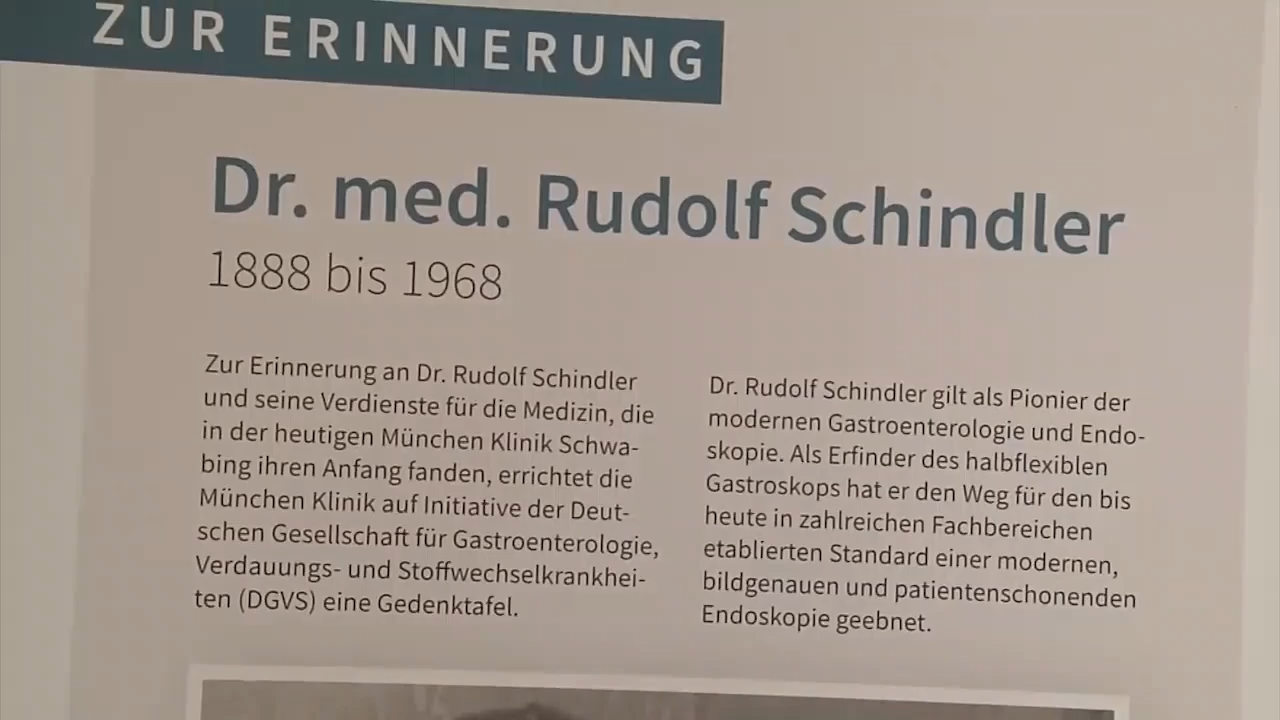 ZUR ERINNERUNG
Dr. med. Rudolf Schindler
1888 bis 1968
Zur Erinnerung an Dr. Rudolf Schindler
und seine Verdienste für die Medizin, die
in der heutigen München Klinik Schwa-
bing ihren Anfang fanden, errichtet die
München Klinik auf Initiative der Deut-
schen Gesellschaft für Gastroenterologie,
Verdauungs- und Stoffwechselkrankhei-
ten (DGVS) eine Gedenktafel.
Dr. Rudolf Schindler gilt als Pionier der
modernen Gastroenterologie und Endo-
skopie. Als Erfinder des halbflexiblen
Gastroskops hat er den Weg für den bis
heute in zahlreichen Fachbereichen
etablierten Standard einer modernen,
bildgenauen und patientenschonenden
Endoskopie geebnet.